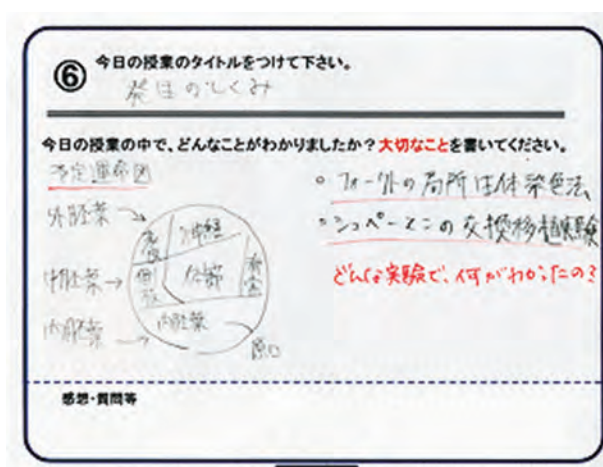 ⑥ 今日の授業のタイトルをつけて下さい。
発生のしくみ
今日の授業の中で、どんなことがわかりましたか?大切なことを書いてください。
予定運命図
外胚葉→
中胚葉→
内胚葉→
表皮
神経
側板
体節
脊索
内胚葉
原口
・フォークトの局所生体染色法
・シュペーマンの交換移植実験
どんな実験で、何がわかったの?
感想・質問等